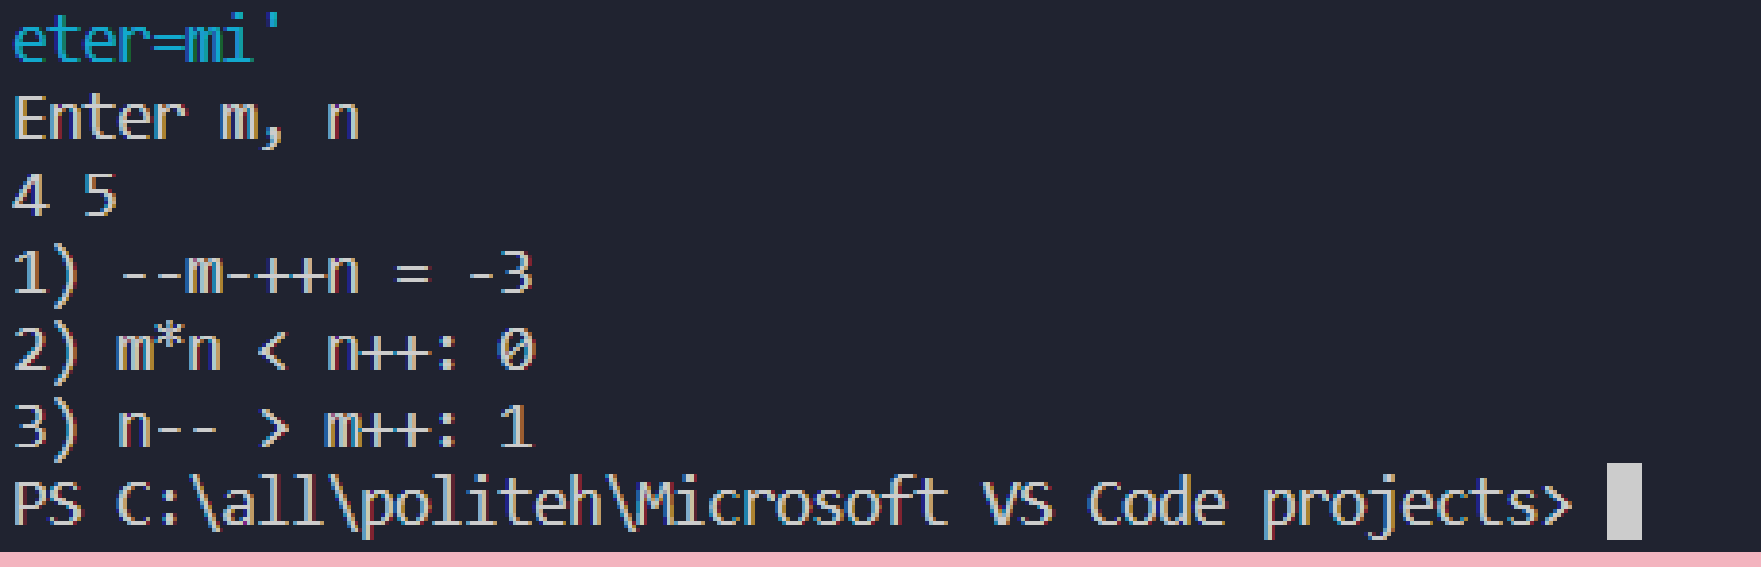 eter=mi'
Enter m, n
4 5
1) --m-++n = -3
2) m*n < n++: 0
3) n-- > m++: 1
PS C:\all\politeh\Microsoft VS Code projects>